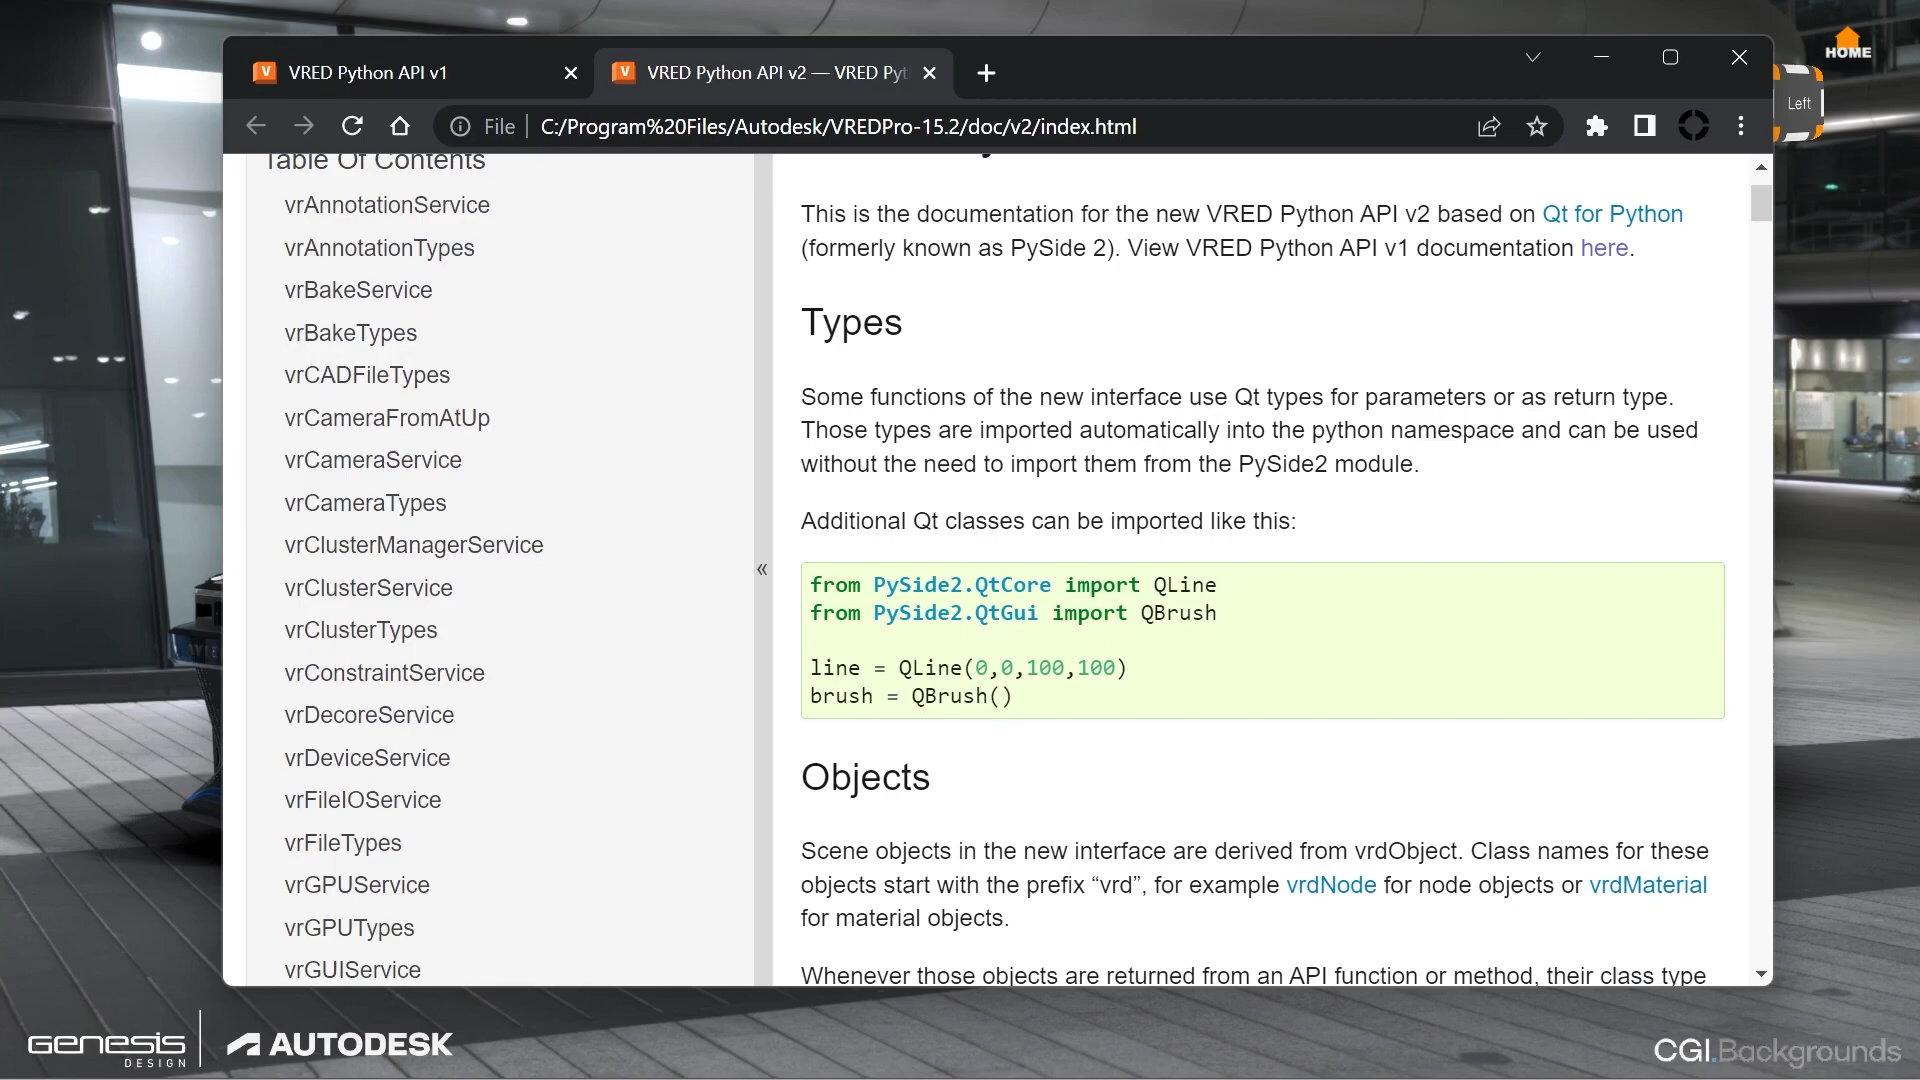 HOME
Left
VRED Python API v1
VRED Python API v2 — VRED Pyt
File
C:/Program%20Files/Autodesk/VREDPro-15.2/doc/v2/index.html
Table Of Contents
vrAnnotationService
vrAnnotationTypes
vrBakeService
vrBakeTypes
vrCADFileTypes
vrCameraFromAtUp
vrCameraService
vrCameraTypes
vrClusterManagerService
vrClusterService
vrClusterTypes
vrConstraintService
vrDecoreService
vrDeviceService
vrFileIOService
vrFileTypes
vrGPUService
vrGPUTypes
vrGUIService
«
This is the documentation for the new VRED Python API v2 based on Qt for Python
(formerly known as PySide 2). View VRED Python API v1 documentation here.
Types
Some functions of the new interface use Qt types for parameters or as return type.
Those types are imported automatically into the python namespace and can be used
without the need to import them from the PySide2 module.
Additional Qt classes can be imported like this:
from PySide2.QtCore import QLine
from PySide2.QtGui import QBrush
line = QLine(0,0,100,100)
brush = QBrush()
Objects
Scene objects in the new interface are derived from vrdObject. Class names for these
objects start with the prefix “vrd”, for example vrdNode for node objects or vrdMaterial
for material objects.
Whenever those objects are returned from an API function or method, their class type
GENESIS
DESIGN
AUTODESK
CGI.Backgrounds